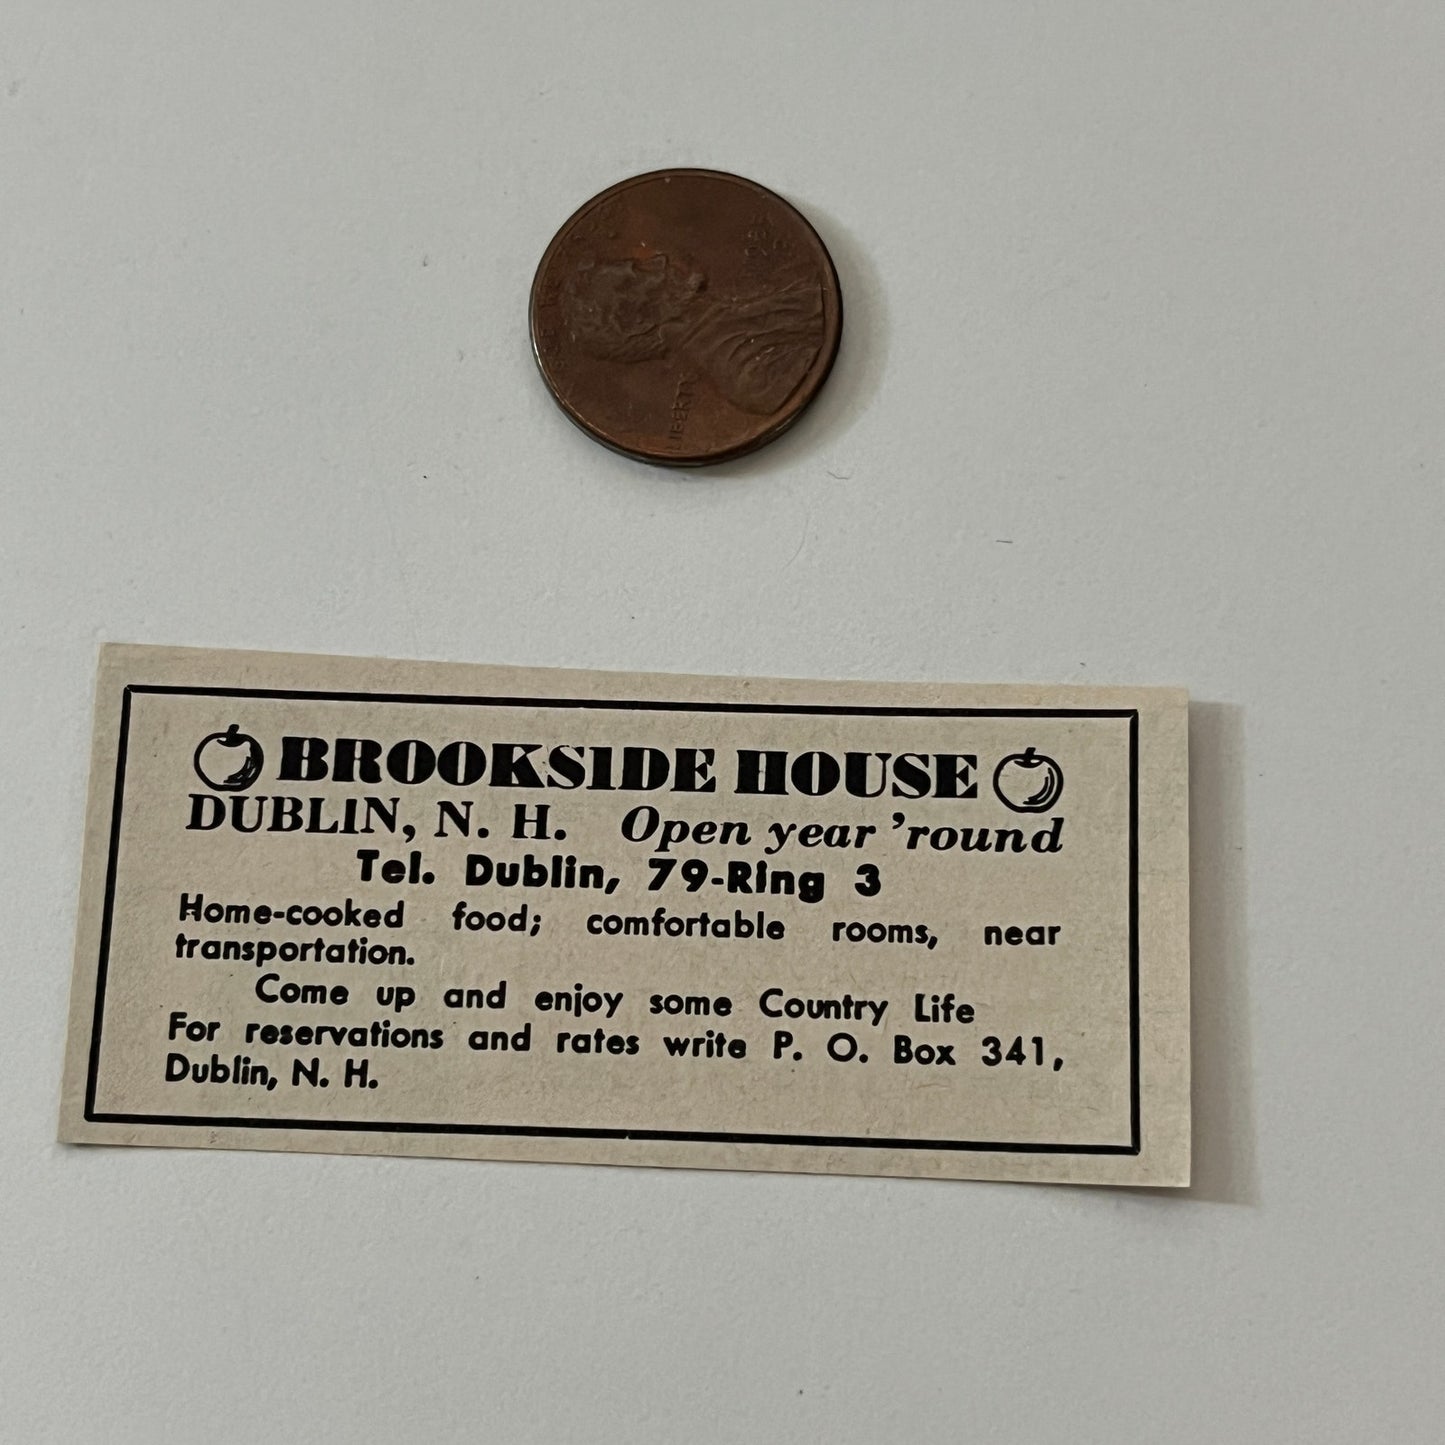 LIBERTY
BROOKSIDE HOUSE
DUBLIN, N. H. Open year 'round
Tel. Dublin, 79-Ring 3
Home-cooked food; comfortable rooms, near
transportation.
Come up and enjoy some Country Life
For reservations and rates write P. O. Box 341,
Dublin, N. H.